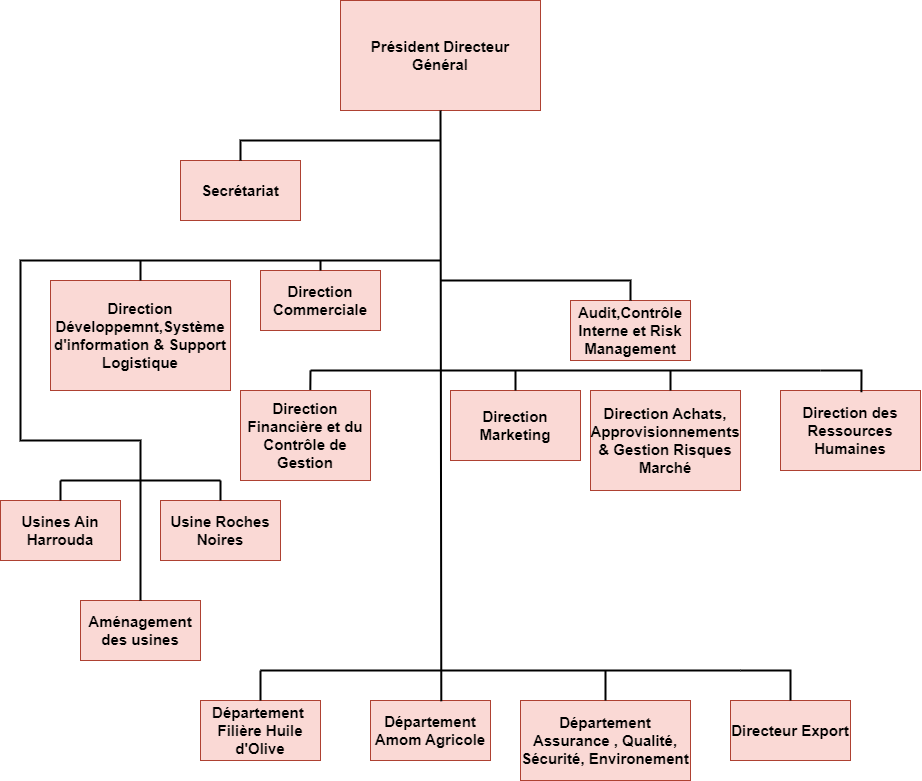 Président Directeur
Général
Secrétariat
Direction
Développemnt,Système
d'information & Support
Logistique
Direction
Commerciale
Audit,Contrôle
Interne et Risk
Management
Direction
Financière et du
Contrôle de
Gestion
Direction
Marketing
Direction Achats,
Approvisionnements
& Gestion Risques
Marché
Direction des
Ressources
Humaines
Usines Ain
Harrouda
Usine Roches
Noires
Aménagement
des usines
Département
Filière Huile
d'Olive
Département
Amom Agricole
Département
Assurance , Qualité,
Sécurité, Environement
Directeur Export